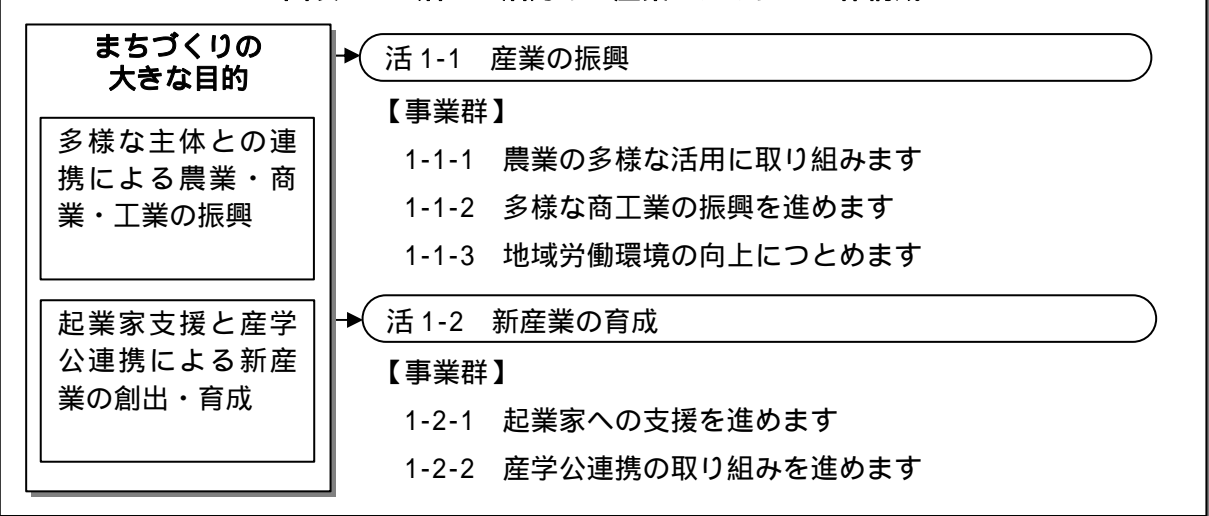 まちづくりの
大きな目的
多様な主体との連
携による農業・商
業・工業の振興
起業家支援と産学
公連携による新産
業の創出・育成
活 1-1 産業の振興
【事業群】
1-1-1 農業の多様な活用に取り組みます
1-1-2 多様な商工業の振興を進めます
1-1-3 地域労働環境の向上につとめます
活 1-2 新産業の育成
【事業群】
1-2-1 起業家への支援を進めます
1-2-2 産学公連携の取り組みを進めます